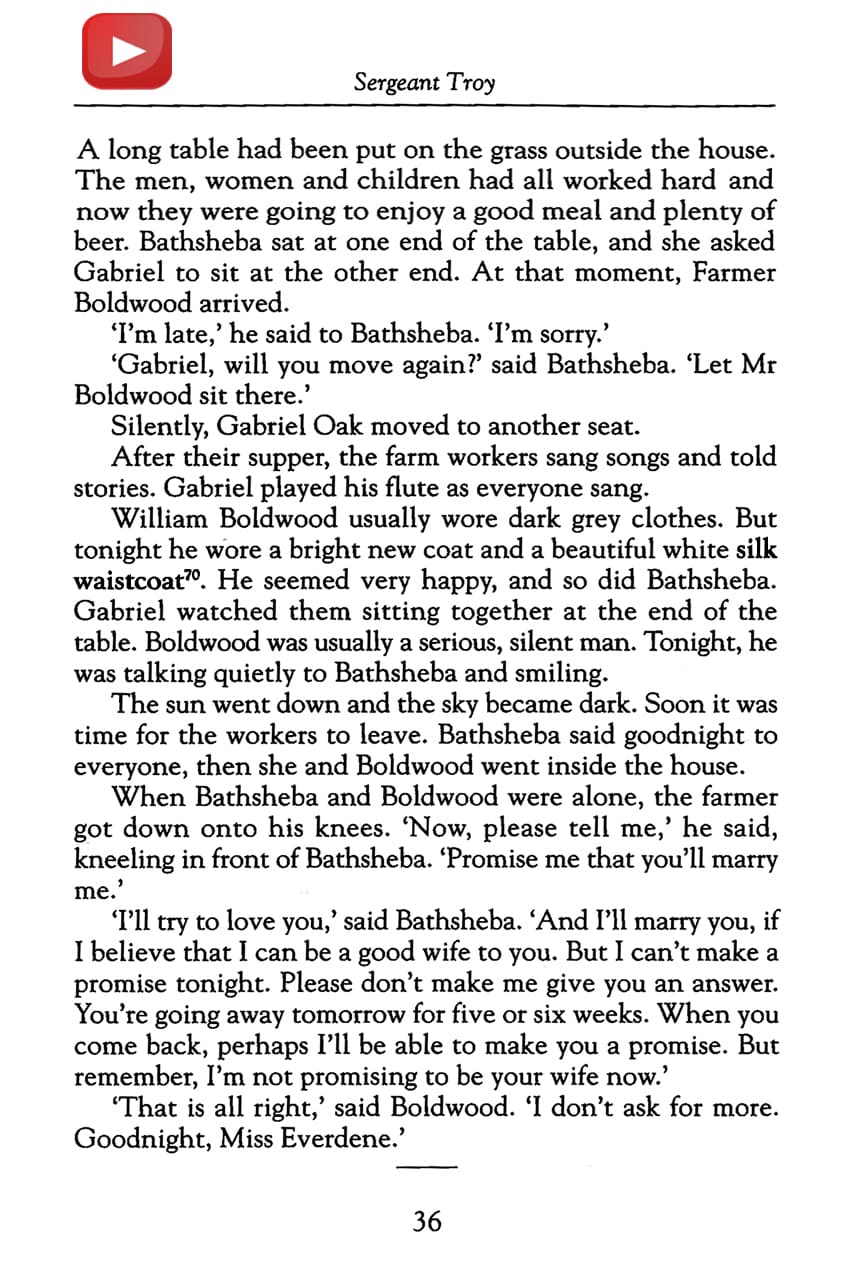 Sergeant Troy
A long table had been put on the grass outside the house.
The men, women and children had all worked hard and
now they were going to enjoy a good meal and plenty of
beer. Bathsheba sat at one end of the table, and she asked
Gabriel to sit at the other end. At that moment, Farmer
Boldwood arrived.
‘I’m late,’ he said to Bathsheba. ‘I’m sorry.’
‘Gabriel, will you move again?’ said Bathsheba. ‘Let Mr
Boldwood sit there.’
Silently, Gabriel Oak moved to another seat.
After their supper, the farm workers sang songs and told
stories. Gabriel played his flute as everyone sang.
William Boldwood usually wore dark grey clothes. But
tonight he wore a bright new coat and a beautiful white silk
waistcoat⁷⁰. He seemed very happy, and so did Bathsheba.
Gabriel watched them sitting together at the end of the
table. Boldwood was usually a serious, silent man. Tonight, he
was talking quietly to Bathsheba and smiling.
The sun went down and the sky became dark. Soon it was
time for the workers to leave. Bathsheba said goodnight to
everyone, then she and Boldwood went inside the house.
When Bathsheba and Boldwood were alone, the farmer
got down onto his knees. ‘Now, please tell me,’ he said,
kneeling in front of Bathsheba. ‘Promise me that you’ll marry
me.’
‘I’ll try to love you,’ said Bathsheba. ‘And I’ll marry you, if
I believe that I can be a good wife to you. But I can’t make a
promise tonight. Please don’t make me give you an answer.
You’re going away tomorrow for five or six weeks. When you
come back, perhaps I’ll be able to make you a promise. But
remember, I’m not promising to be your wife now.’
‘That is all right,’ said Boldwood. ‘I don’t ask for more.
Goodnight, Miss Everdene.’
36